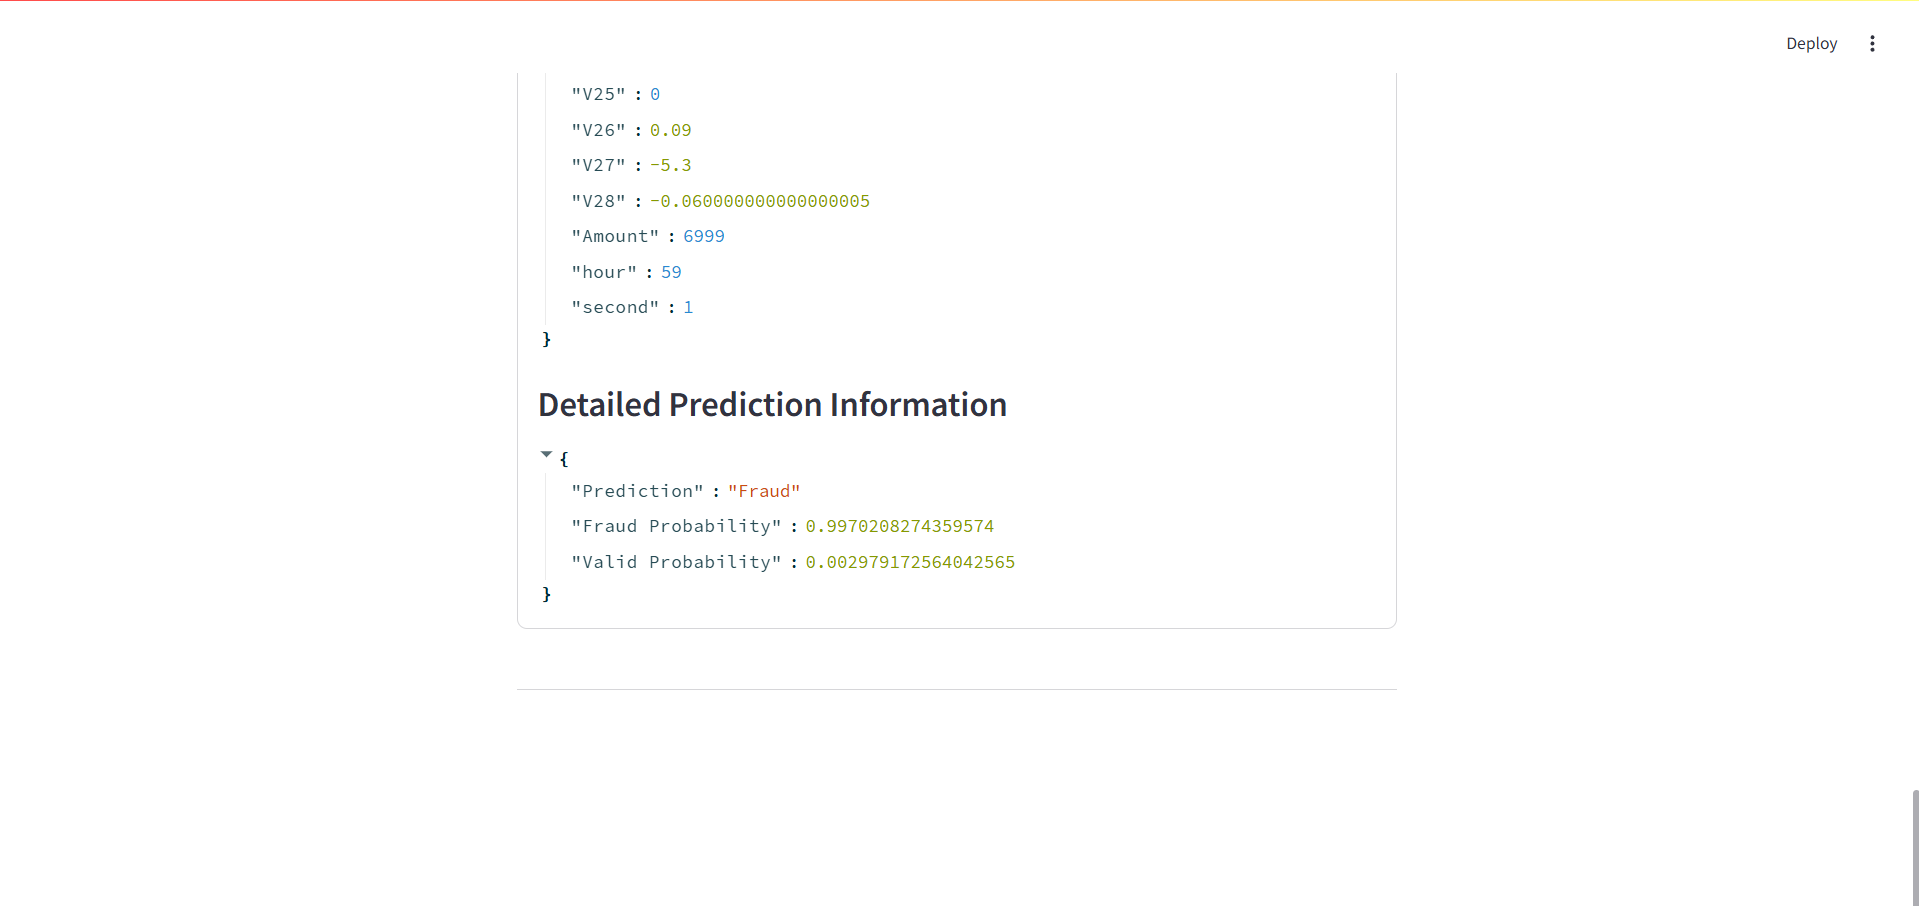 Deploy
"V25" : 0
"V26" : 0.09
"V27" : -5.3
"V28" : -0.060000000000000005
"Amount" : 6999
"hour" : 59
"second" : 1
}
Detailed Prediction Information
{
"Prediction" : "Fraud"
"Fraud Probability" : 0.9970208274359574
"Valid Probability" : 0.002979172564042565
}